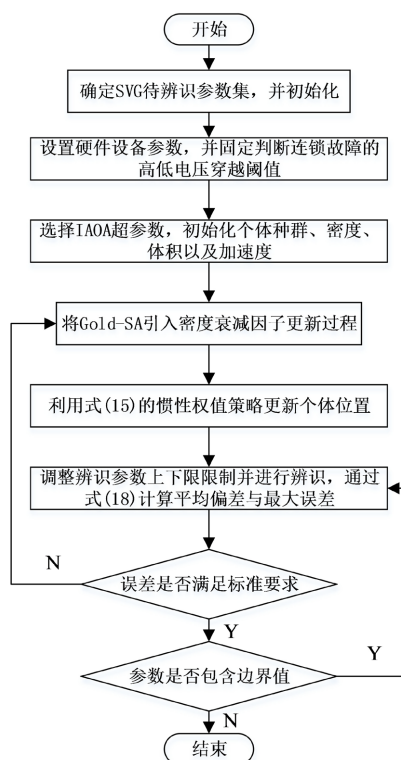 开始
确定SVG待辨识参数集，并初始化
设置硬件设备参数，并固定判断连锁故障的
高低电压穿越阈值
选择IAOA超参数，初始化个体种群、密度、
体积以及加速度
将Gold-SA引入密度衰减因子更新过程
利用式(15)的惯性权值策略更新个体位置
调整辨识参数上下限限制并进行辨识，通过
式(18)计算平均偏差与最大误差
N
误差是否满足标准要求
Y
参数是否包含边界值
Y
N
结束